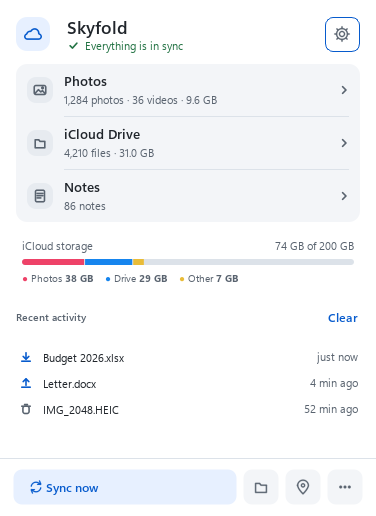 Skyfold
Everything is in sync
Photos
1,284 photos · 36 videos · 9.6 GB
iCloud Drive
4,210 files · 31.0 GB
Notes
86 notes
iCloud storage 74 GB of 200 GB
Photos 38 GB Drive 29 GB Other 7 GB
Recent activity Clear
Budget 2026.xlsx just now
Letter.docx 4 min ago
IMG_2048.HEIC 52 min ago
Sync now